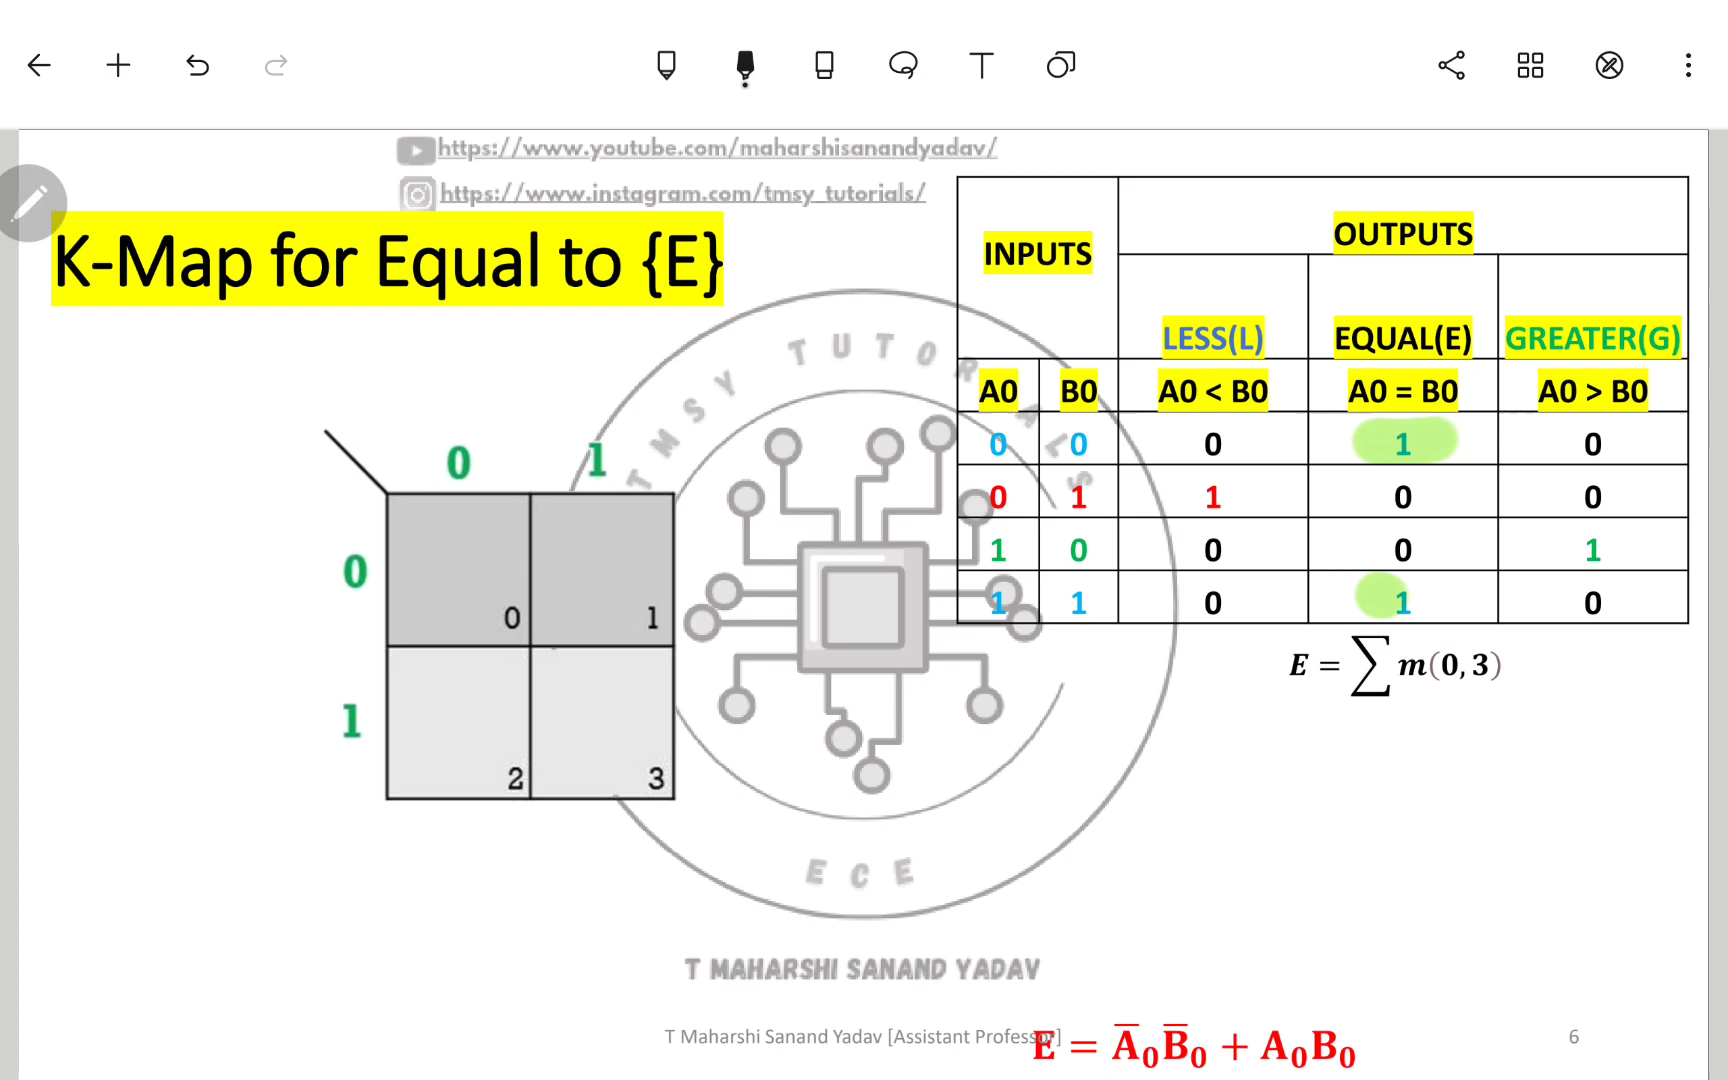 https://www.youtube.com/maharshisanandyadav/
https://www.instagram.com/tmsy_tutorials/
K-Map for Equal to {E}
INPUTS OUTPUTS
LESS(L) EQUAL(E) GREATER(G)
A0 B0 A0 < B0 A0 = B0 A0 > B0
0 0 0 1 0
0 1 1 0 0
1 0 0 0 1
1 1 0 1 0
E = ∑ m(0, 3)
0 1
0 0 1
1 2 3
TMSY TUTORIALS
ECE
T MAHARSHI SANAND YADAV
T Maharshi Sanand Yadav [Assistant Professor] 6
E = A̅₀B̅₀ + A₀B₀